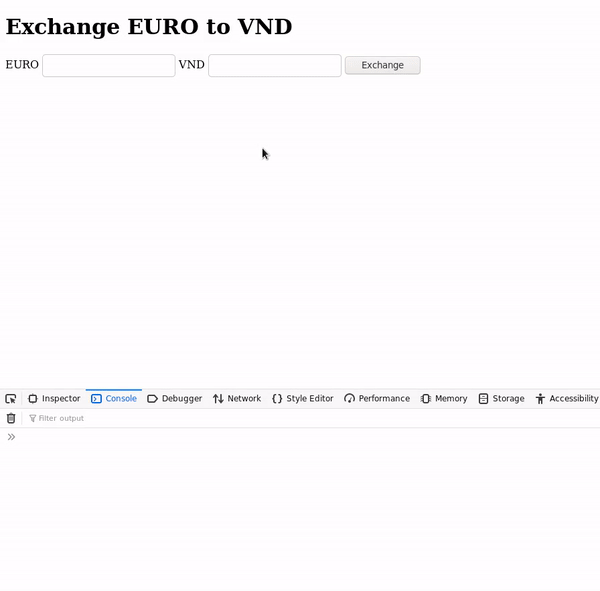 Exchange EURO to VND
EURO VND Exchange
Inspector Console Debugger Network Style Editor Performance Memory Storage Accessibility
Filter output